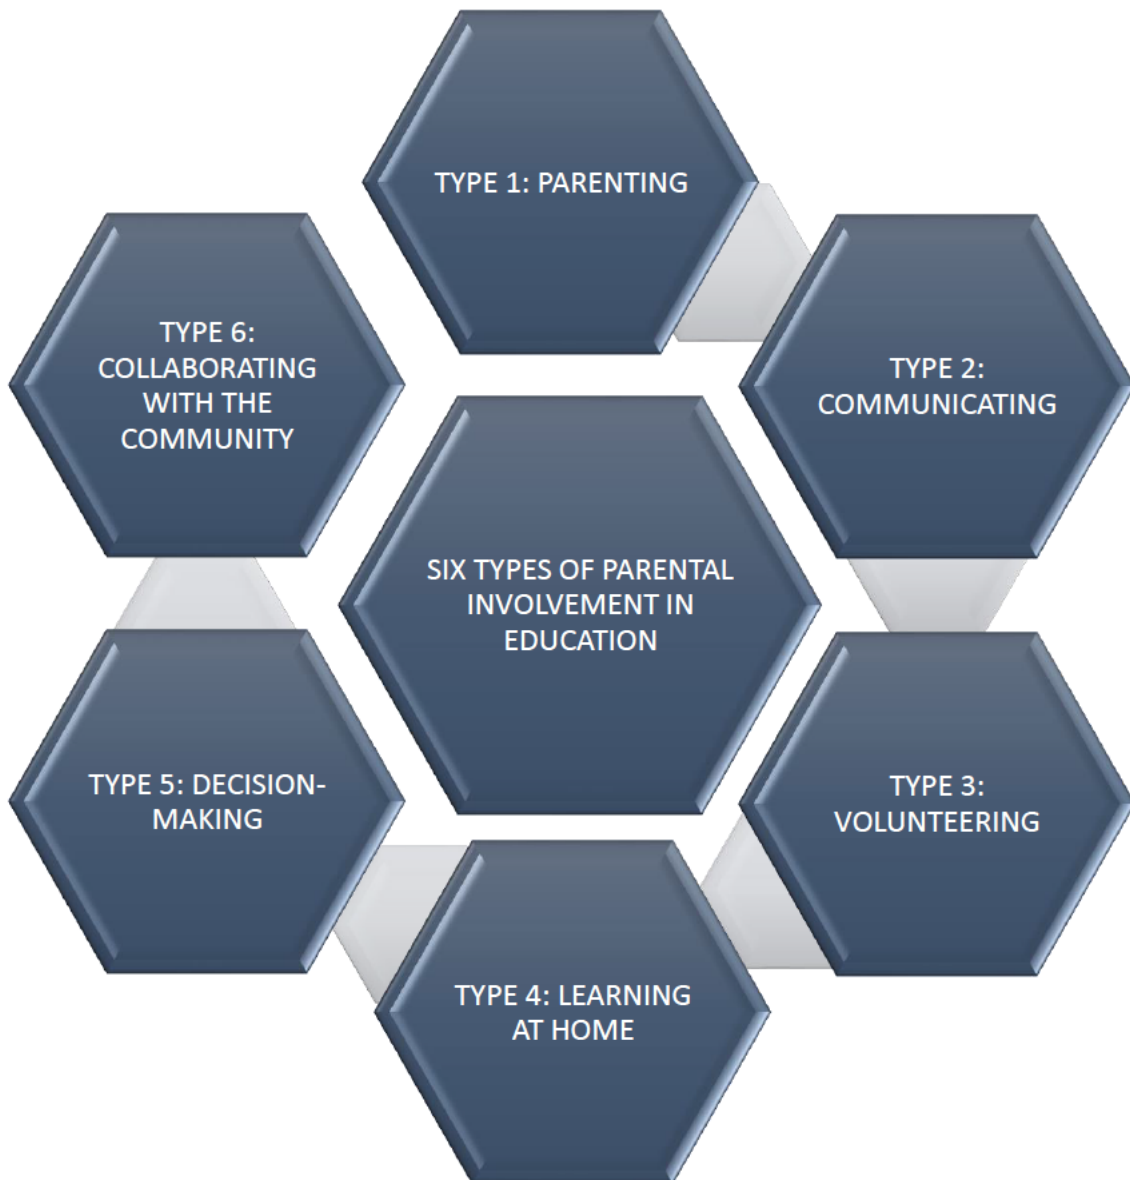 TYPE 1: PARENTING
TYPE 2:
COMMUNICATING
TYPE 3:
VOLUNTEERING
TYPE 4: LEARNING
AT HOME
TYPE 5: DECISION-
MAKING
TYPE 6:
COLLABORATING
WITH THE
COMMUNITY
SIX TYPES OF PARENTAL
INVOLVEMENT IN
EDUCATION